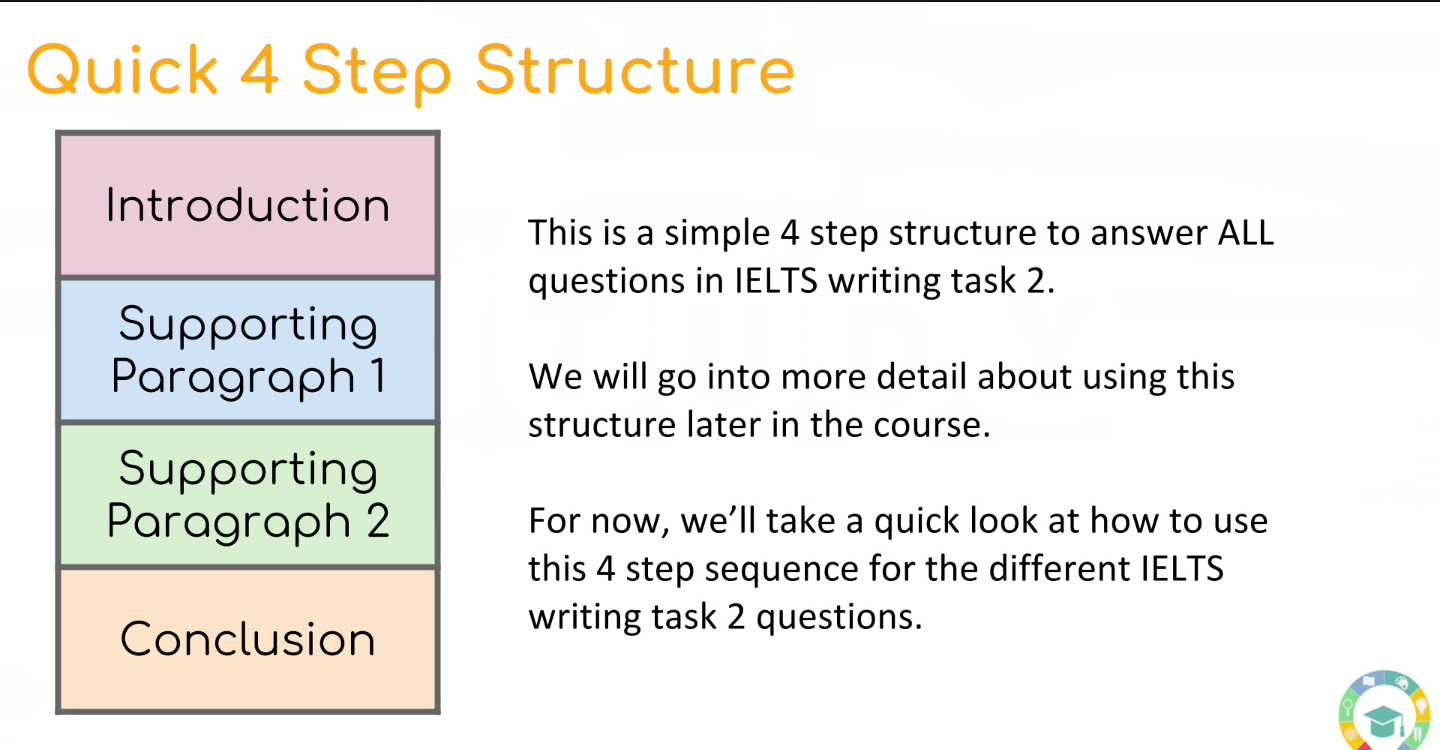 Quick 4 Step Structure
Introduction
Supporting
Paragraph 1
Supporting
Paragraph 2
Conclusion
This is a simple 4 step structure to answer ALL
questions in IELTS writing task 2.
We will go into more detail about using this
structure later in the course.
For now, we’ll take a quick look at how to use
this 4 step sequence for the different IELTS
writing task 2 questions.